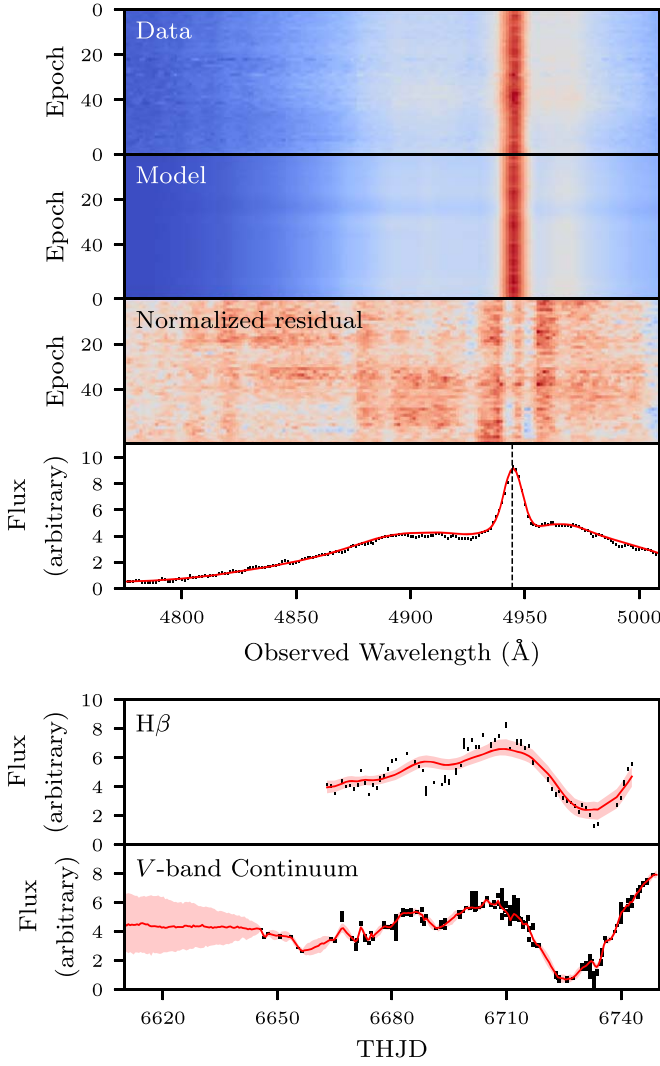 0
Data
20
Epoch
40
0
Model
20
Epoch
40
0
Normalized residual
20
Epoch
40
10
8
6
4
2
0
Flux
(arbitrary)
4800 4850 4900 4950 5000
Observed Wavelength (Å)
10
Hβ
8
6
4
2
0
Flux
(arbitrary)
V-band Continuum
8
6
4
2
0
Flux
(arbitrary)
6620 6650 6680 6710 6740
THJD